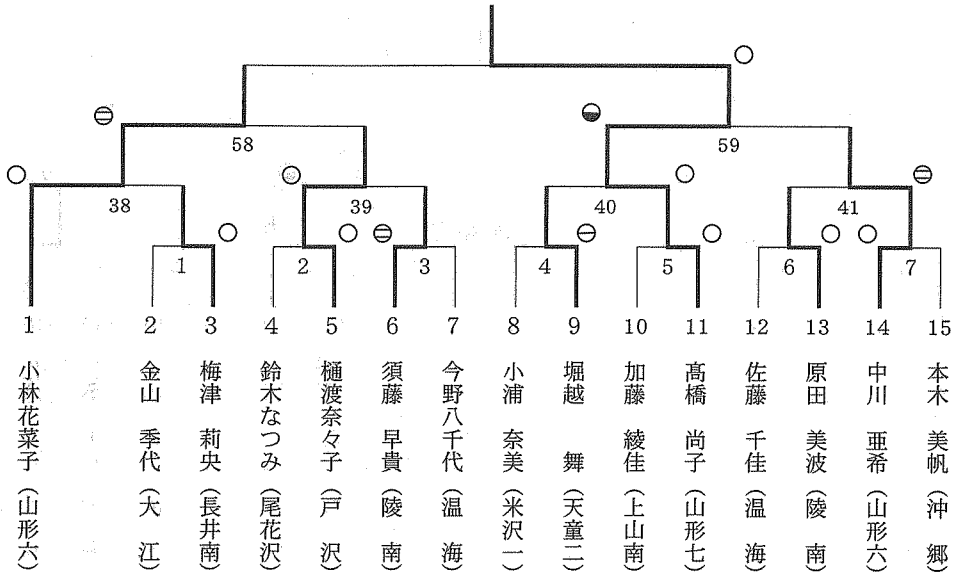 58
59
38
39
40
41
1
2
3
4
5
6
7
1
2
3
4
5
6
7
8
9
10
11
12
13
14
15
小林花菜子（山形六）
金山 季代（大 江）
梅津 莉央（長井南）
鈴木なつみ（尾花沢）
樋渡奈々子（戸 沢）
須藤 早貴（陵 南）
今野八千代（温 海）
小浦 奈美（米沢一）
堀越 舞（天童二）
加藤 綾佳（上山南）
髙橋 尚子（山形七）
佐藤 千佳（温 海）
原田 美波（陵 南）
中川 亜希（山形六）
本木 美帆（沖 郷）